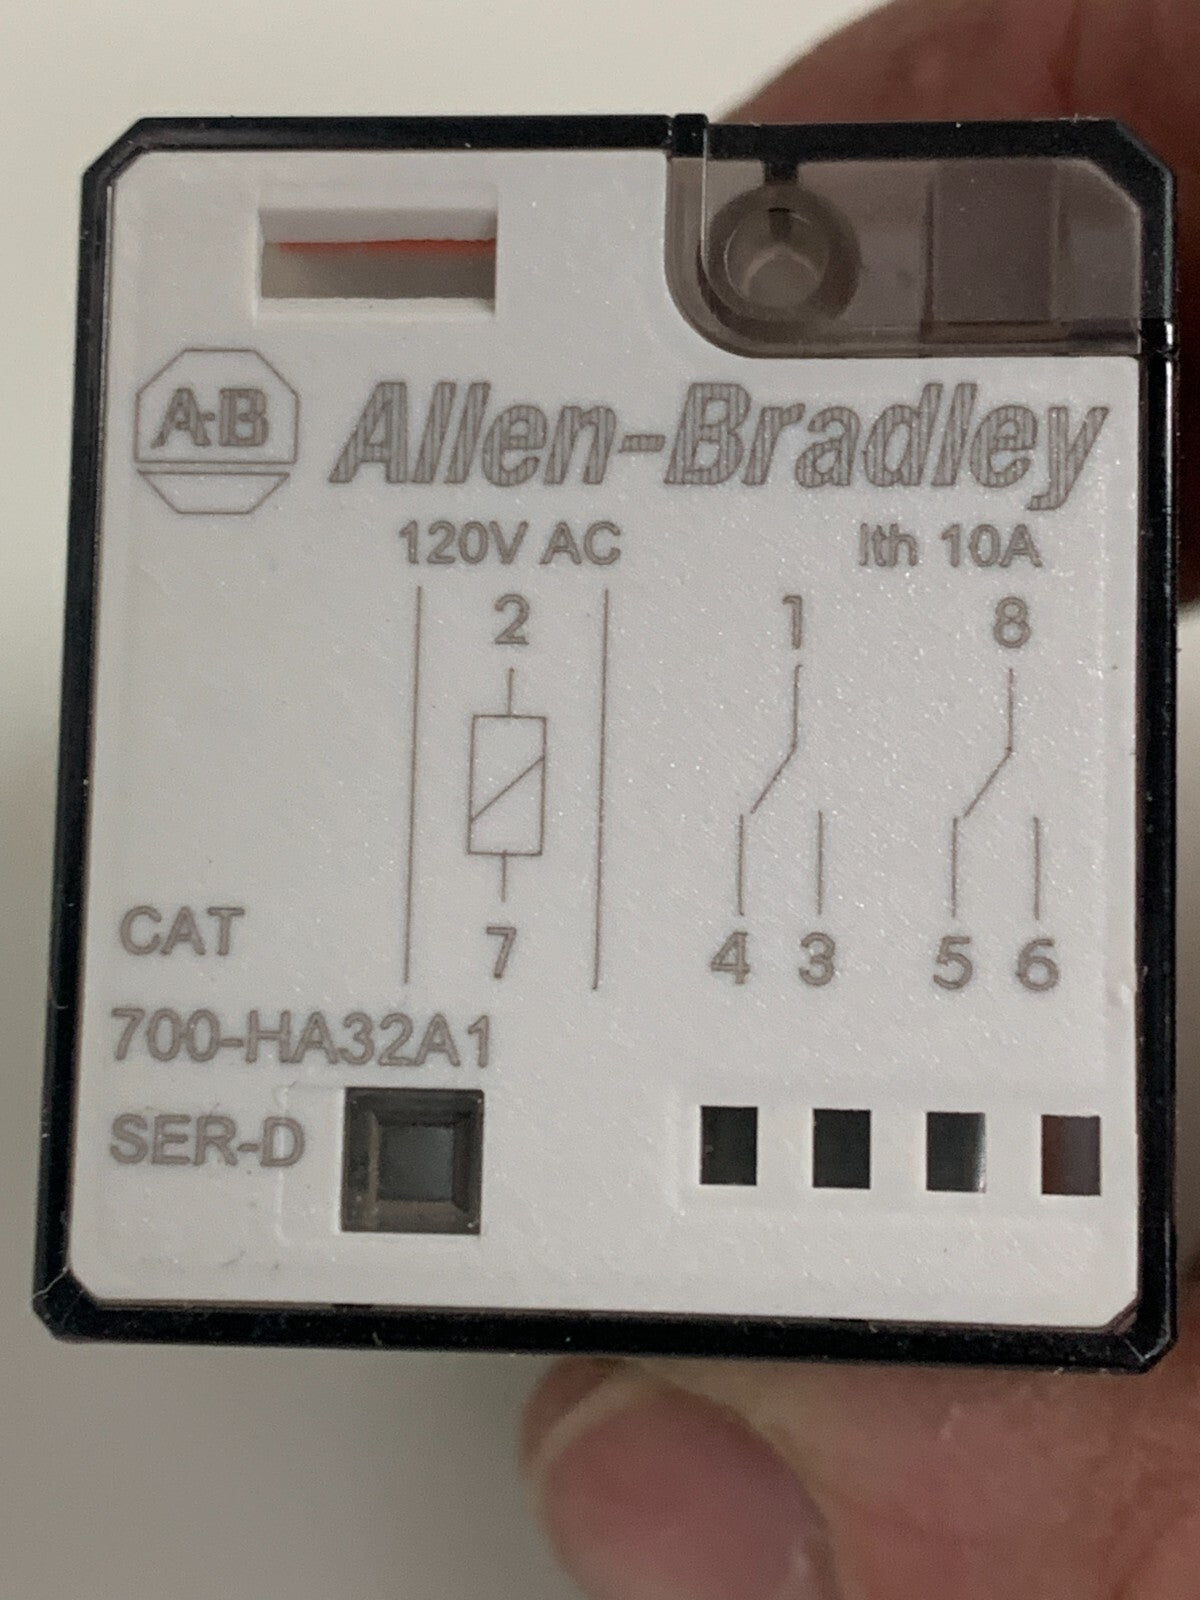 A-B Allen-Bradley
120V AC Ith 10A
2 1 8
7 4 3 5 6
CAT
700-HA32A1
SER-D